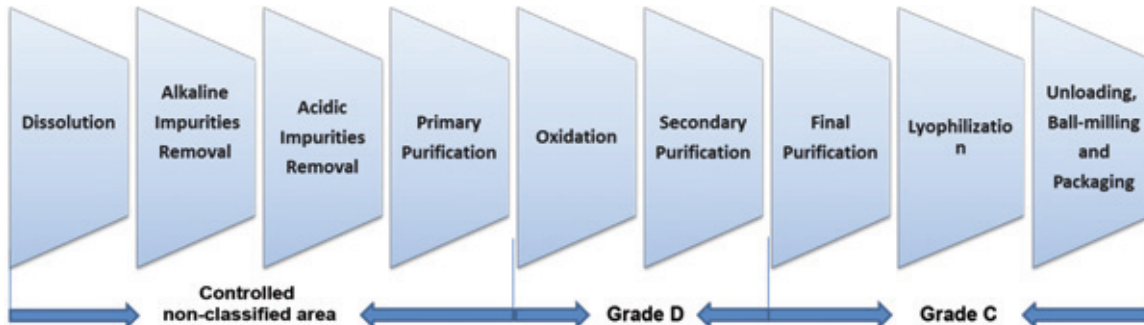 Dissolution
Alkaline
Impurities
Removal
Acidic
Impurities
Removal
Primary
Purification
Oxidation
Secondary
Purification
Final
Purification
Lyophilizatio
n
Unloading,
Ball-milling
and
Packaging
Controlled
non-classified area
Grade D
Grade C